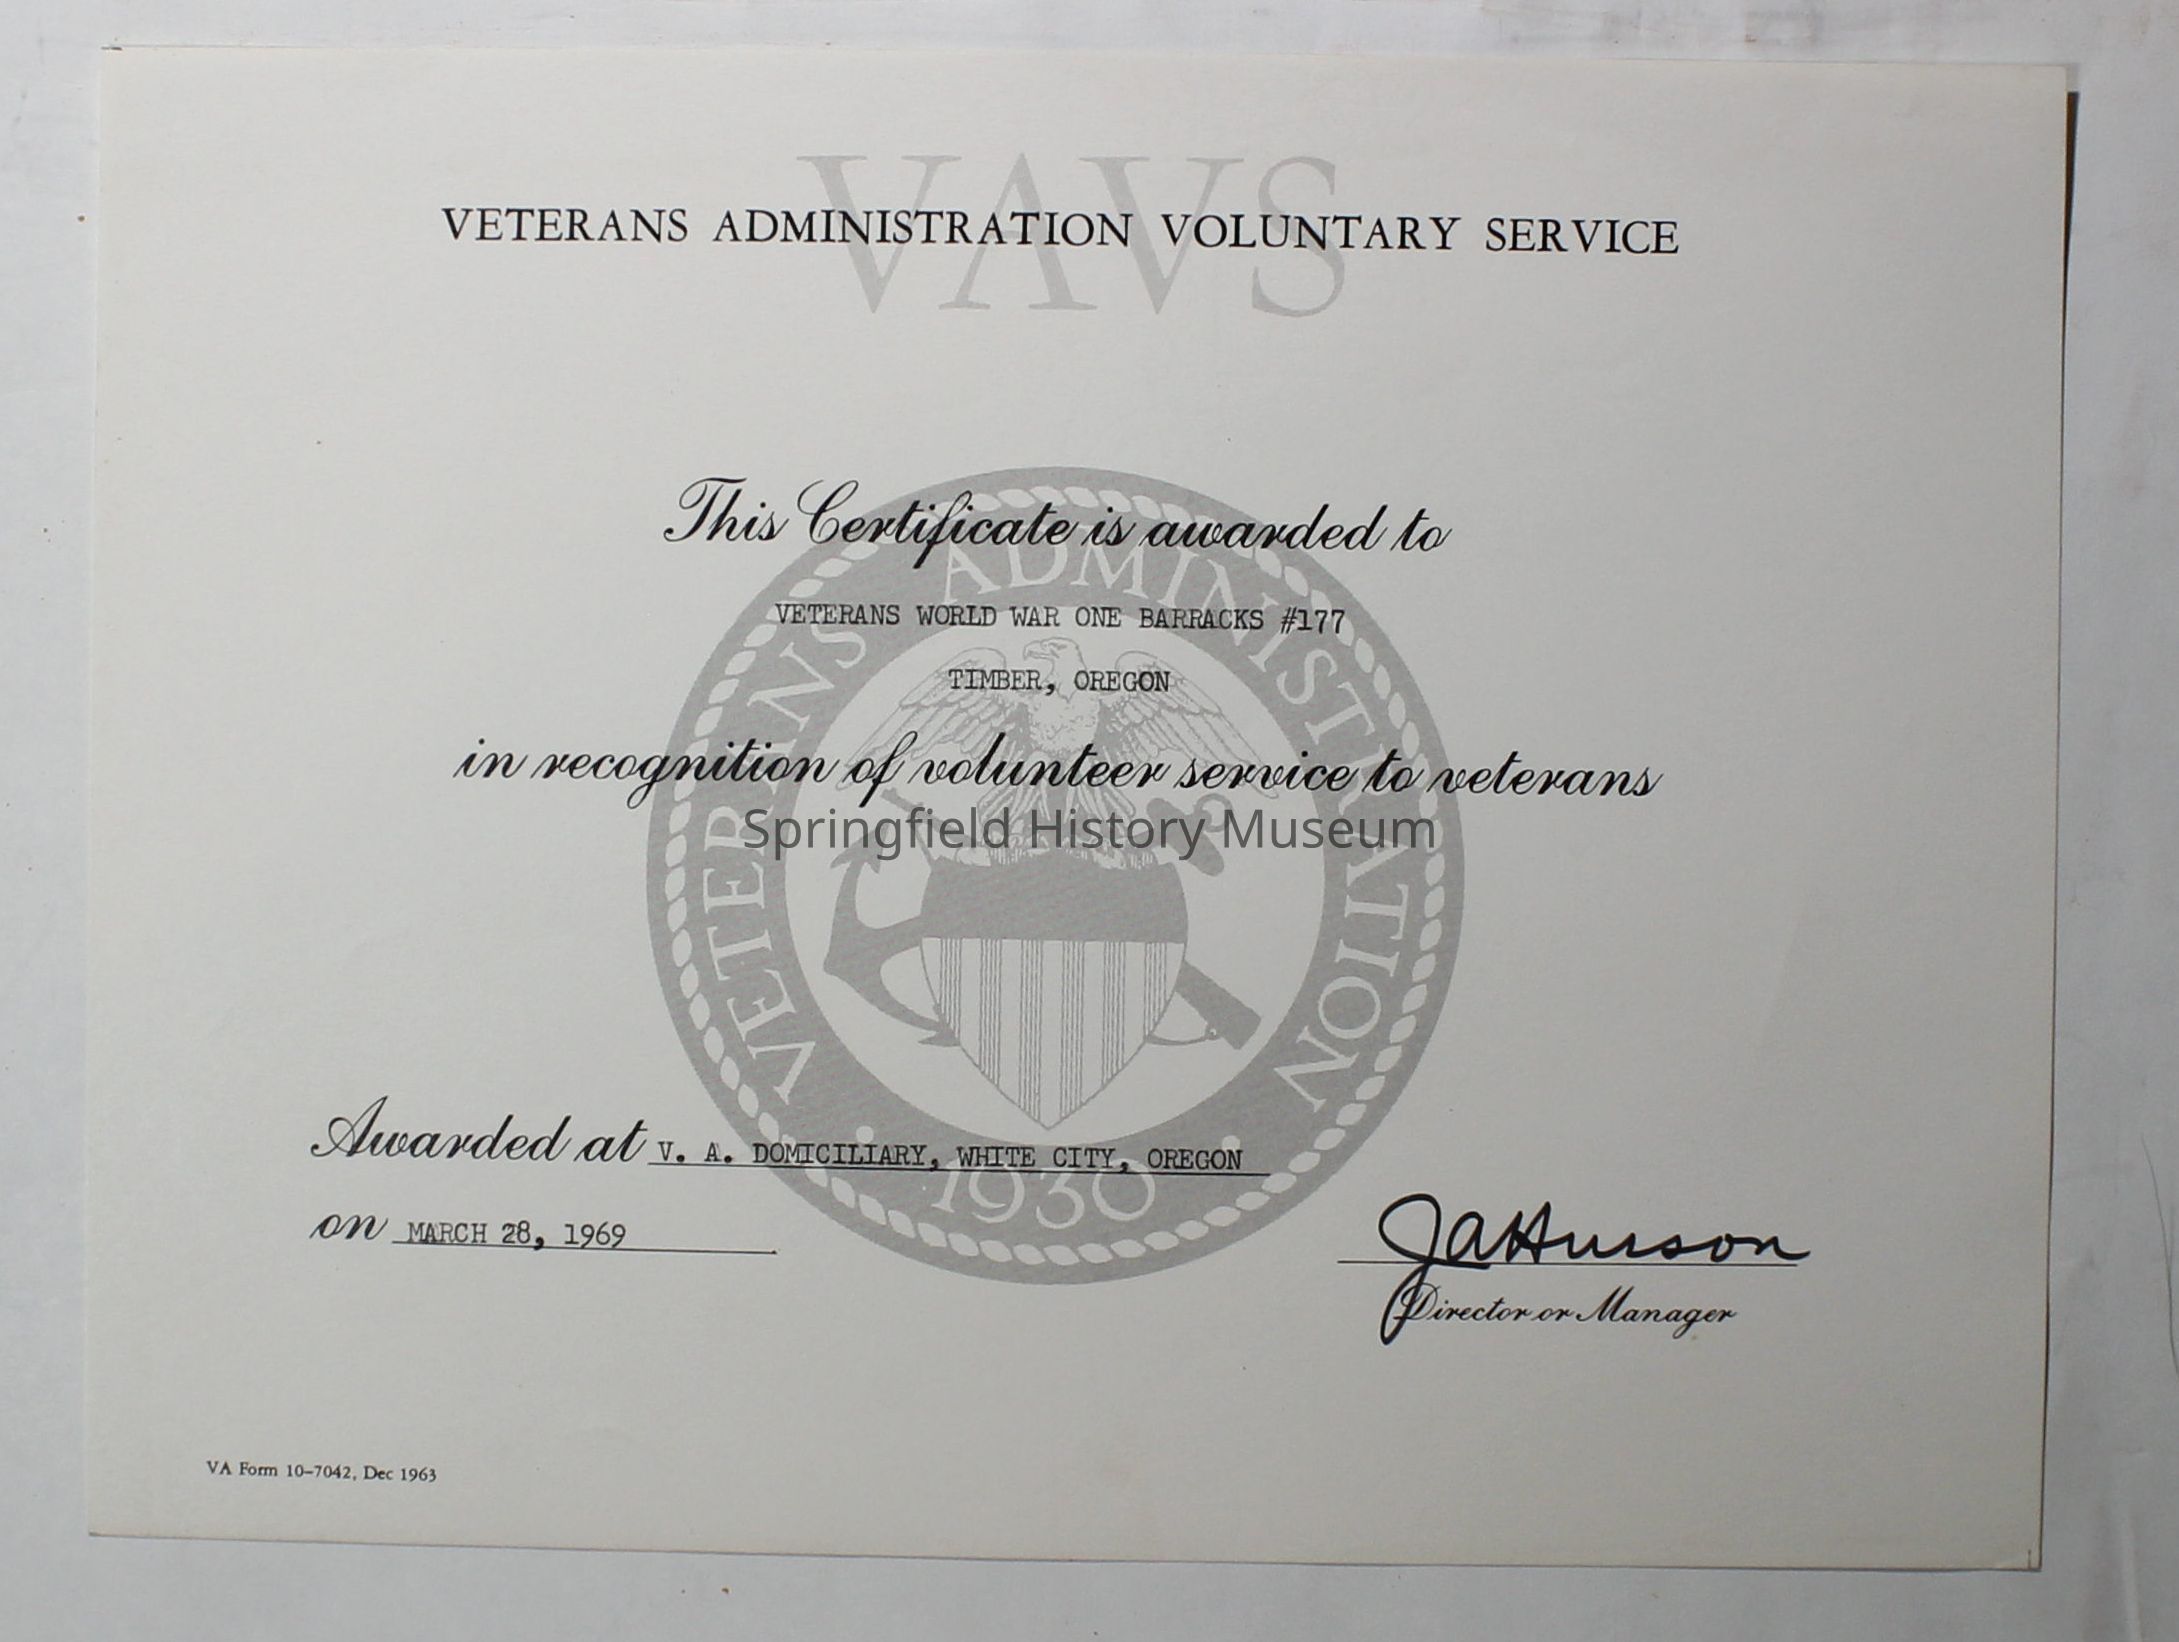 VAVS
VETERANS ADMINISTRATION VOLUNTARY SERVICE
This Certificate is awarded to
VETERANS WORLD WAR ONE BARRACKS #177
TIMBER, OREGON
in recognition of volunteer service to veterans
Springfield History Museum
VETERANS ADMINISTRATION
1930
Awarded at V. A. DOMICILIARY, WHITE CITY, OREGON
on MARCH 28, 1969
JAHurson
Director or Manager
VA Form 10-7042, Dec 1963